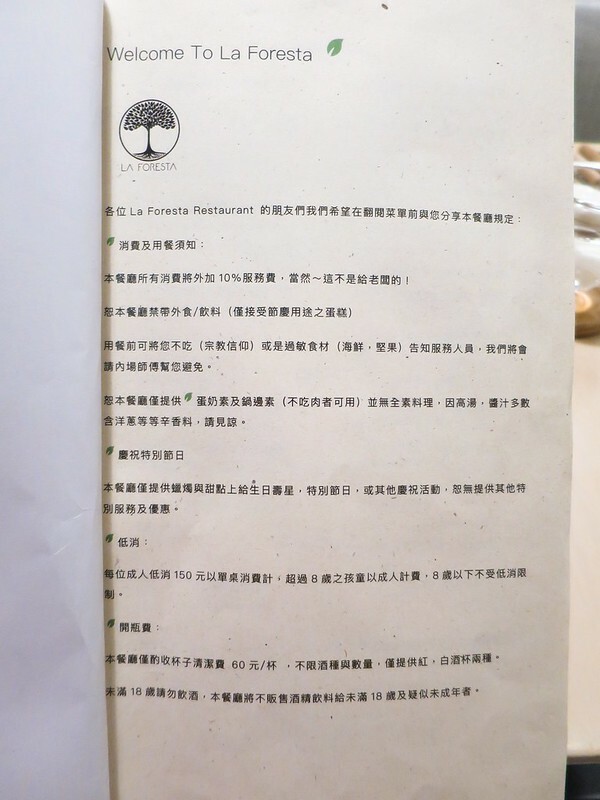 Welcome To La Foresta
LA FORESTA
各位 La Foresta Restaurant 的朋友們我們希望在翻閱菜單前與您分享本餐廳規定：
消費及用餐須知：
本餐廳所有消費將外加 10%服務費，當然～這不是給老闆的！
恕本餐廳禁帶外食/飲料（僅接受節慶用途之蛋糕）
用餐前可將您不吃（宗教信仰）或是過敏食材（海鮮，堅果）告知服務人員，我們將會
請內場師傅幫您避免。
恕本餐廳僅提供 蛋奶素及鍋邊素（不吃肉者可用）並無全素料理，因高湯，醬汁多數
含洋蔥等等辛香料，請見諒。
慶祝特別節日
本餐廳僅提供蠟燭與甜點上給生日壽星，特別節日，或其他慶祝活動，恕無提供其他特
別服務及優惠。
低消：
每位成人低消 150 元以單桌消費計，超過 8 歲之孩童以成人計費，8 歲以下不受低消限
制。
開瓶費：
本餐廳僅酌收杯子清潔費 60 元/杯 ，不限酒種與數量，僅提供紅，白酒杯兩種。
未滿 18 歲請勿飲酒，本餐廳將不販售酒精飲料給未滿 18 歲及疑似未成年者。